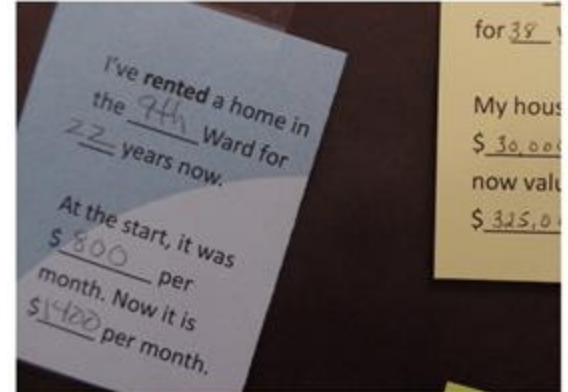 I've rented a home in
the 9th Ward for
22 years now.
At the start, it was
$ 800 per
month. Now it is
$1400 per month.
for 38
My hous
$ 30,000
now valu
$ 325,0